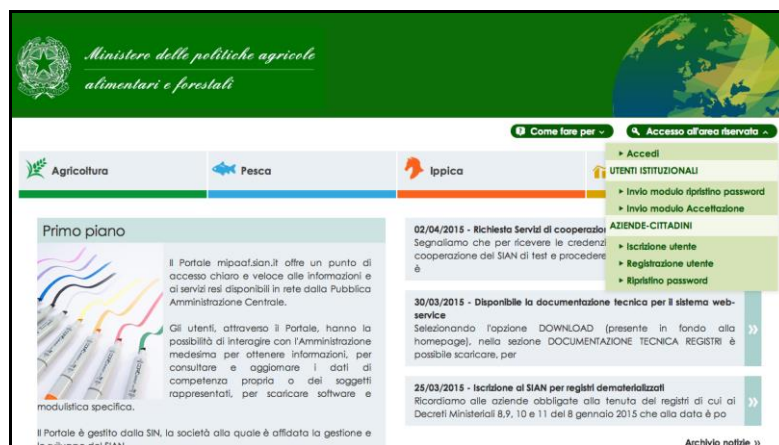 Ministero delle politiche agricole
alimentari e forestali
Come fare per
Accesso all'area riservata
Agricoltura
Pesca
Ippica
Accedi
UTENTI ISTITUZIONALI
Invio modulo ripristino password
Invio modulo Accettazione
AZIENDE-CITTADINI
Iscrizione utente
Registrazione utente
Ripristino password
Primo piano
Il Portale mipaaf.sian.it offre un punto di
accesso chiaro e veloce alle informazioni e
ai servizi resi disponibili in rete dalla Pubblica
Amministrazione Centrale.
Gli utenti, attraverso il Portale, hanno la
possibilità di interagire con l'Amministrazione
medesima per ottenere informazioni, per
consultare e aggiornare i dati di
competenza propria o dei soggetti
rappresentati, per scaricare software e
modulistica specifica.
Il Portale è gestito dalla SIN, la società alla quale è affidata la gestione e
02/04/2015 - Richiesta Servizi di cooperazion
Segnaliamo che per ricevere le credenzi
cooperazione del SIAN di test e procedere
è
30/03/2015 - Disponibile la documentazione tecnica per il sistema web-
service
Selezionando l'opzione DOWNLOAD (presente in fondo alla
homepage), nella sezione DOCUMENTAZIONE TECNICA REGISTRI è
possibile scaricare, per
25/03/2015 - Iscrizione al SIAN per registri dematerializzati
Ricordiamo alle aziende obbligate alla tenuta dei registri di cui ai
Decreti Ministeriali 8,9, 10 e 11 del 8 gennaio 2015 che alla data è po
Archivio notizie »